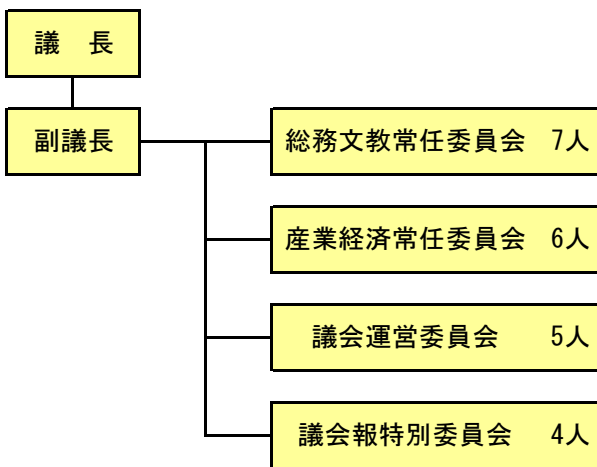 議　長
副議長
総務文教常任委員会　7人
産業経済常任委員会　6人
議会運営委員会　5人
議会報特別委員会　4人